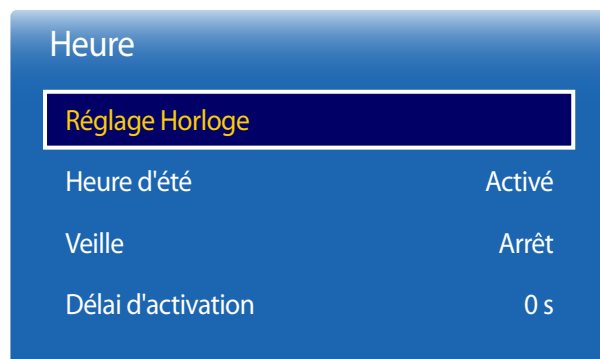 Heure
Réglage Horloge
Heure d'été Activé
Veille Arrêt
Délai d'activation 0 s